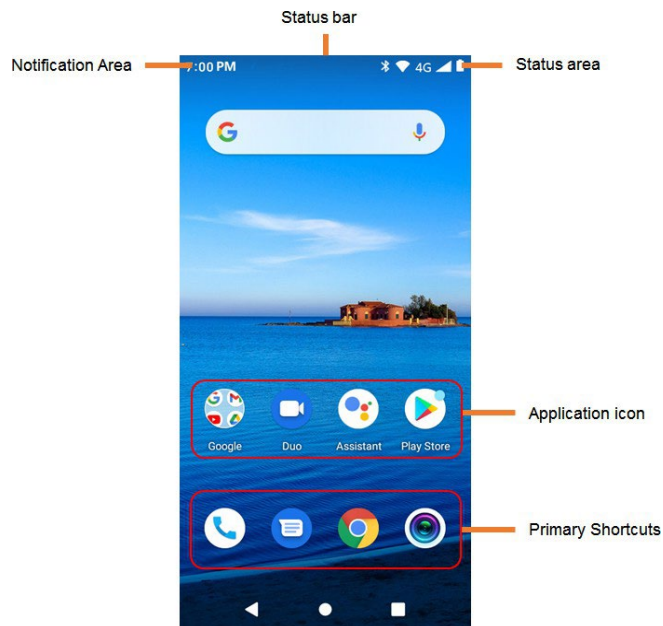 Status bar
Notification Area
7:00 PM
4G
Status area
Google
Duo
Assistant
Play Store
Application icon
Primary Shortcuts